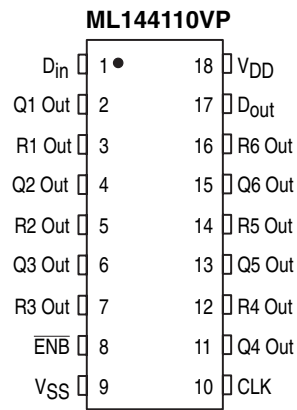 ML144110VP
Din 1 18 VDD
Q1 Out 2 17 Dout
R1 Out 3 16 R6 Out
Q2 Out 4 15 Q6 Out
R2 Out 5 14 R5 Out
Q3 Out 6 13 Q5 Out
R3 Out 7 12 R4 Out
E̅N̅B̅ 8 11 Q4 Out
VSS 9 10 CLK